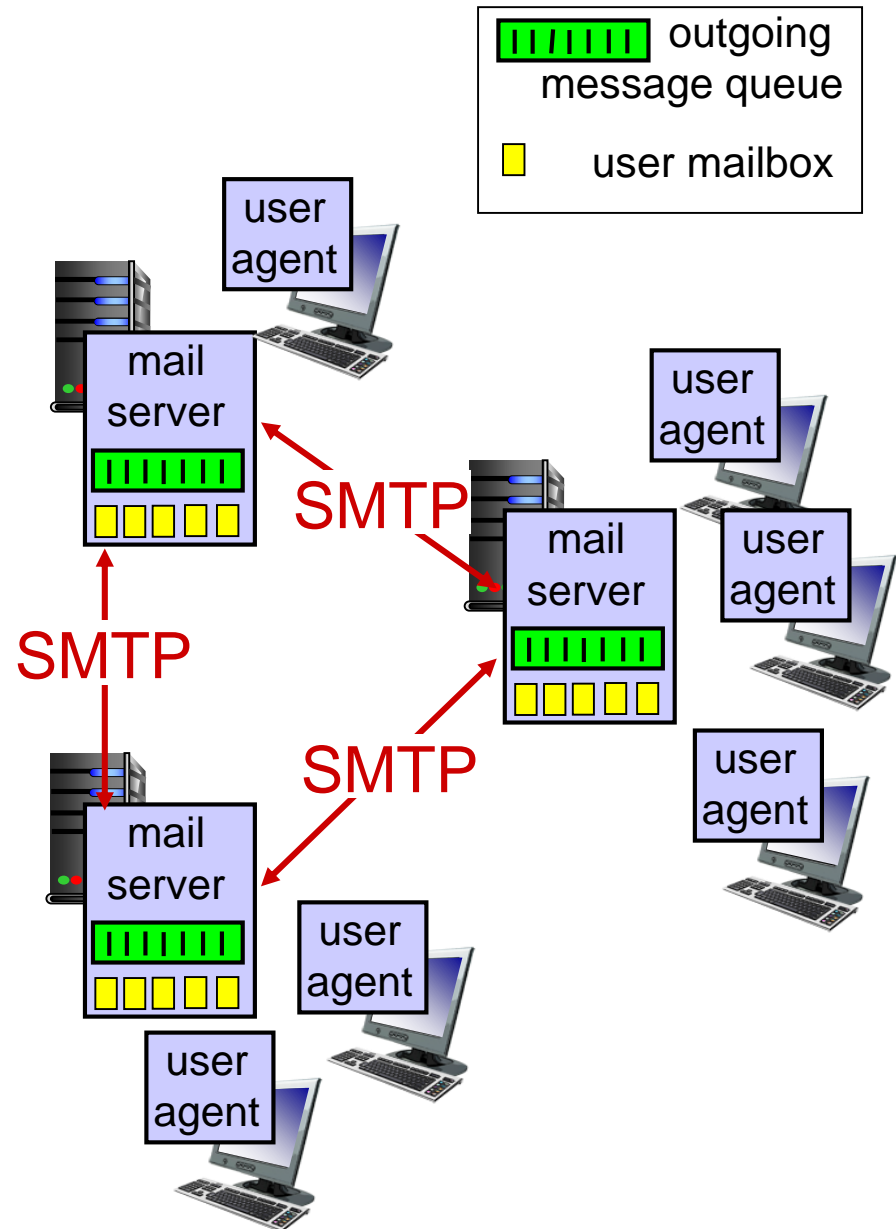 outgoing
message queue
user mailbox
user
agent
mail
server
user
agent
SMTP
mail
server
user
agent
SMTP
SMTP
user
agent
mail
server
user
agent
user
agent